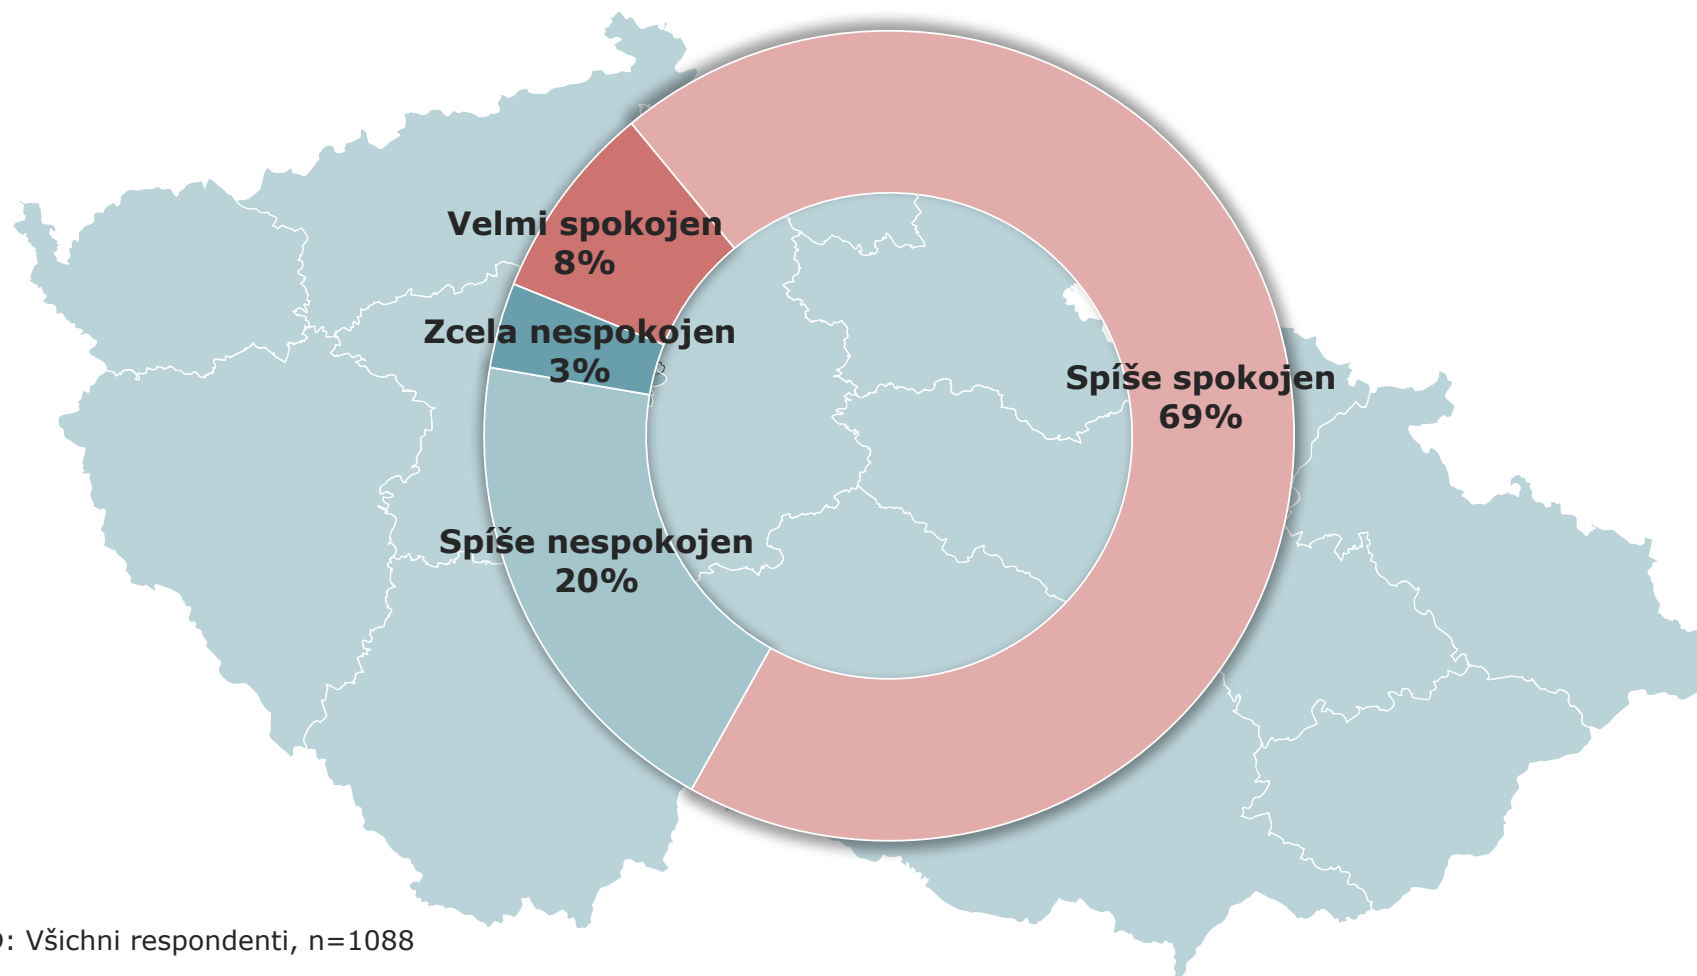 Velmi spokojen
8%
Zcela nespokojen
3%
Spíše spokojen
69%
Spíše nespokojen
20%
: Všichni respondenti, n=1088